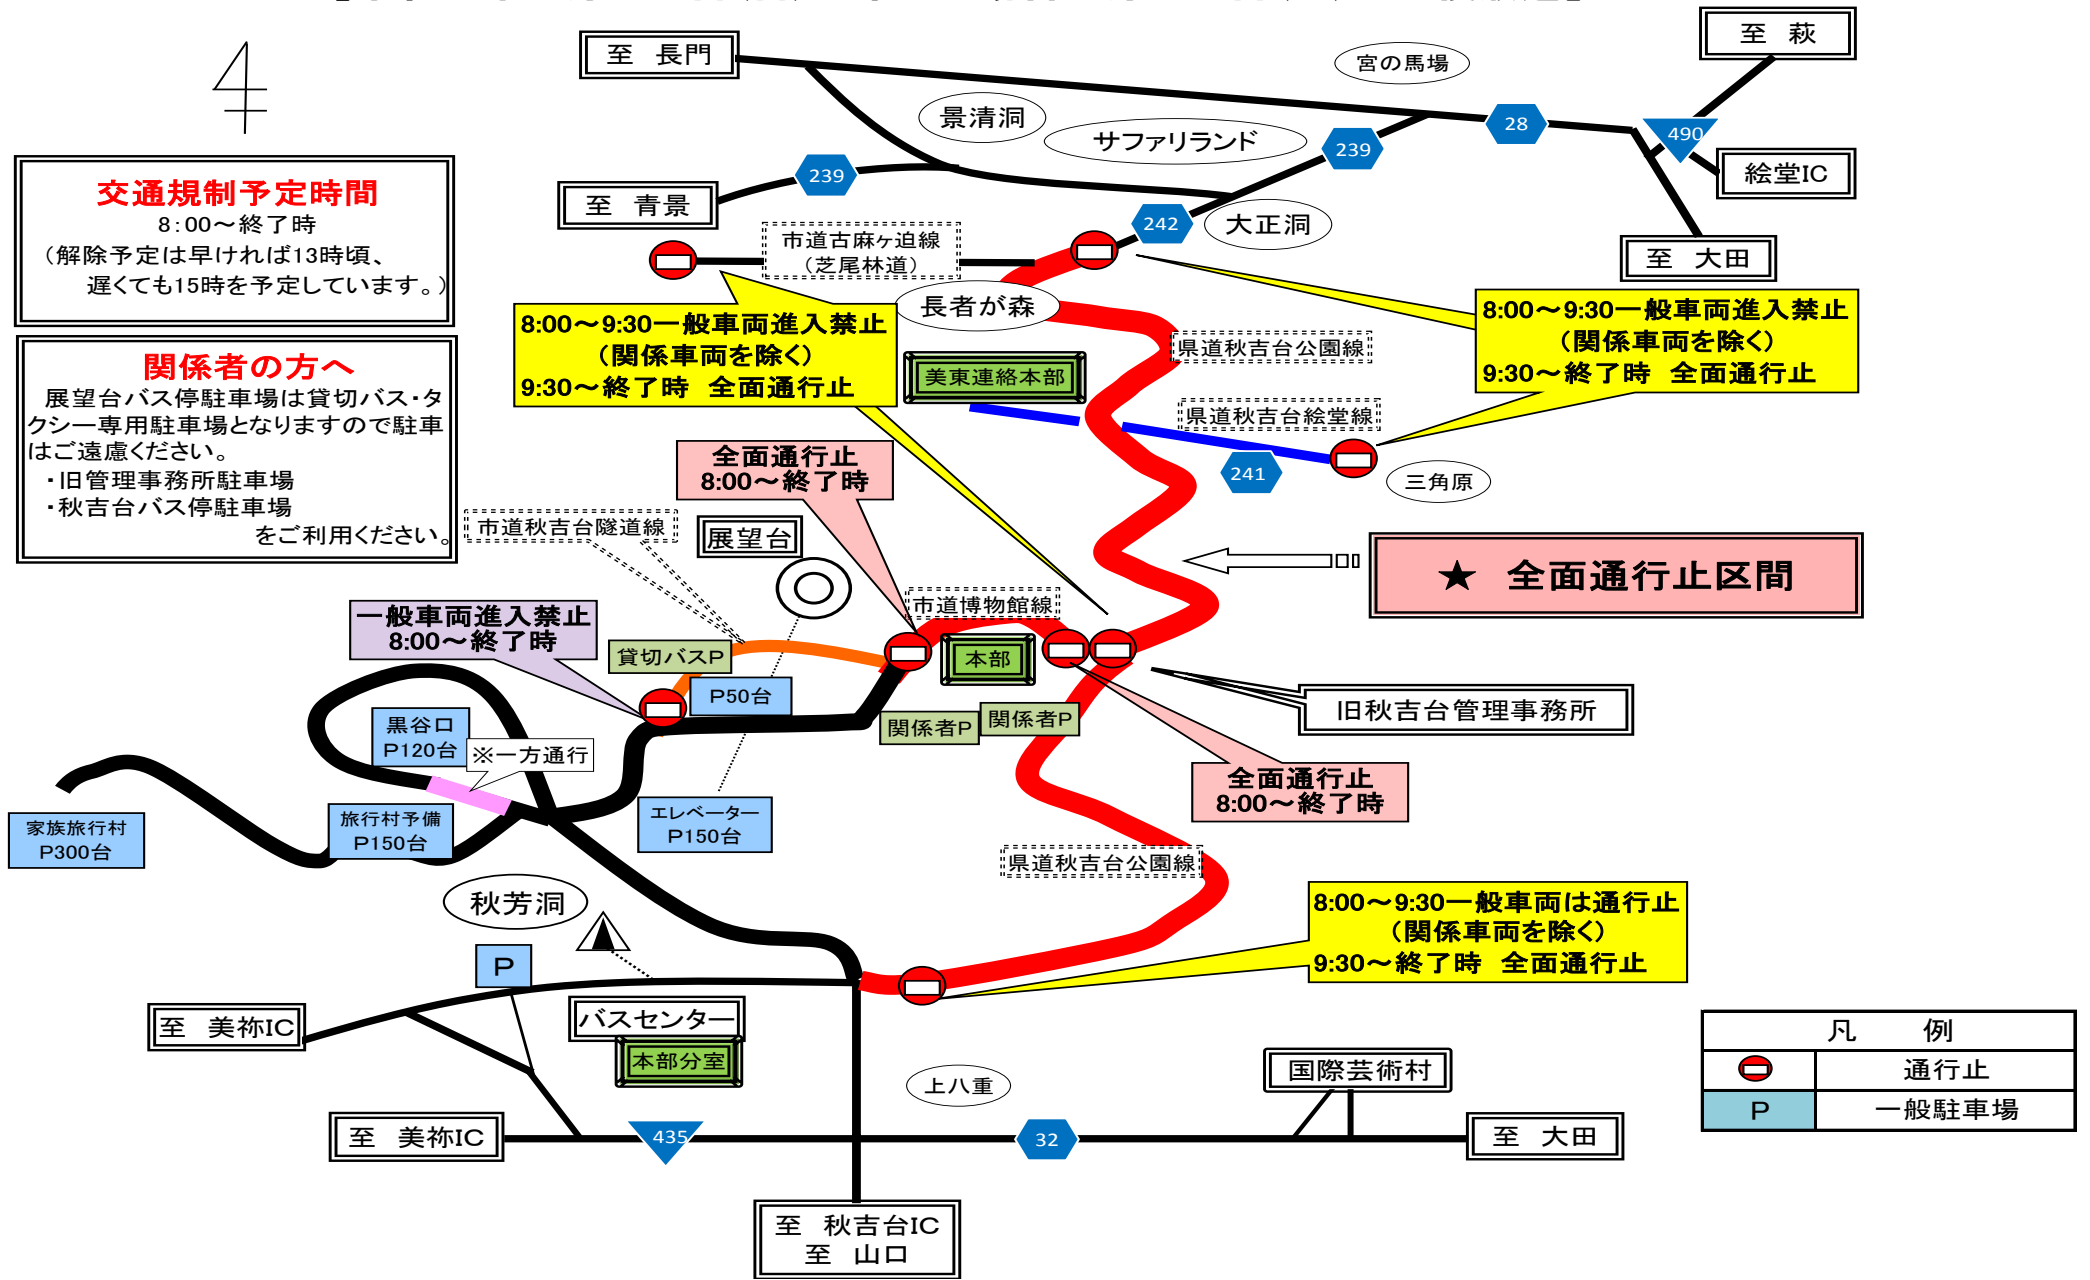 至　長門
至　萩
宮の馬場
景清洞
サファリランド
28
490
239
絵堂IC
239
至　青景
242
大正洞
至　大田
交通規制予定時間
8：00～終了時
（解除予定は早ければ13時頃、
遅くても15時を予定しています。）
市道古麻ヶ迫線
（芝尾林道）
長者が森
8:00～9:30一般車両進入禁止
（関係車両を除く）
9:30～終了時　全面通行止
8:00～9:30一般車両進入禁止
（関係車両を除く）
9:30～終了時　全面通行止
県道秋吉台公園線
美東連絡本部
県道秋吉台絵堂線
241
三角原
関係者の方へ
展望台バス停駐車場は貸切バス・タ
クシー専用駐車場となりますので駐車
はご遠慮ください。
・旧管理事務所駐車場
・秋吉台バス停駐車場
をご利用ください。
全面通行止
8:00～終了時
市道秋吉台隧道線
展望台
★　全面通行止区間
市道博物館線
一般車両進入禁止
8:00～終了時
貸切バスP
本部
P50台
関係者P
関係者P
旧秋吉台管理事務所
黒谷口
P120台
※一方通行
全面通行止
8:00～終了時
家族旅行村
P300台
旅行村予備
P150台
エレベーター
P150台
県道秋吉台公園線
秋芳洞
8:00～9:30一般車両は通行止
（関係車両を除く）
9:30～終了時　全面通行止
P
至　美祢IC
バスセンター
本部分室
上八重
国際芸術村
凡　例
通行止
P
一般駐車場
至　美祢IC
435
32
至　大田
至　秋吉台IC
至　山口